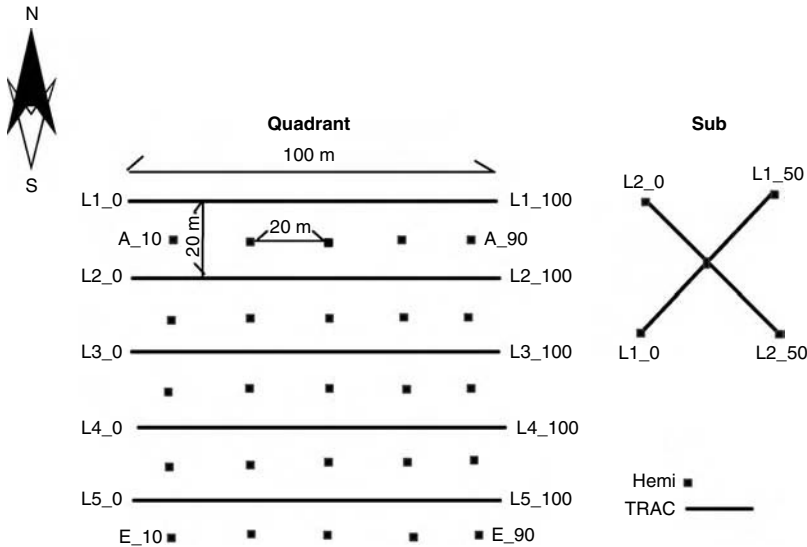 N
S
Quadrant
Sub
100 m
L1_0
L1_100
20 m
20 m
A_10
A_90
L2_0
L2_100
L3_0
L3_100
L4_0
L4_100
L5_0
L5_100
E_10
E_90
L2_0
L1_50
L1_0
L2_50
Hemi
TRAC